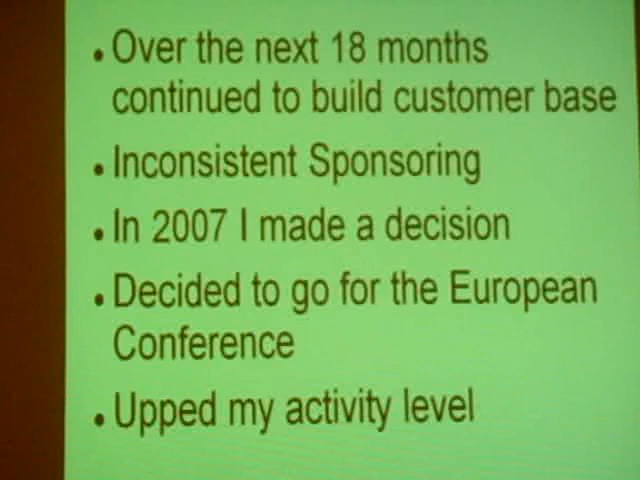 • Over the next 18 months
continued to build customer base
• Inconsistent Sponsoring
• In 2007 I made a decision
• Decided to go for the European
Conference
• Upped my activity level